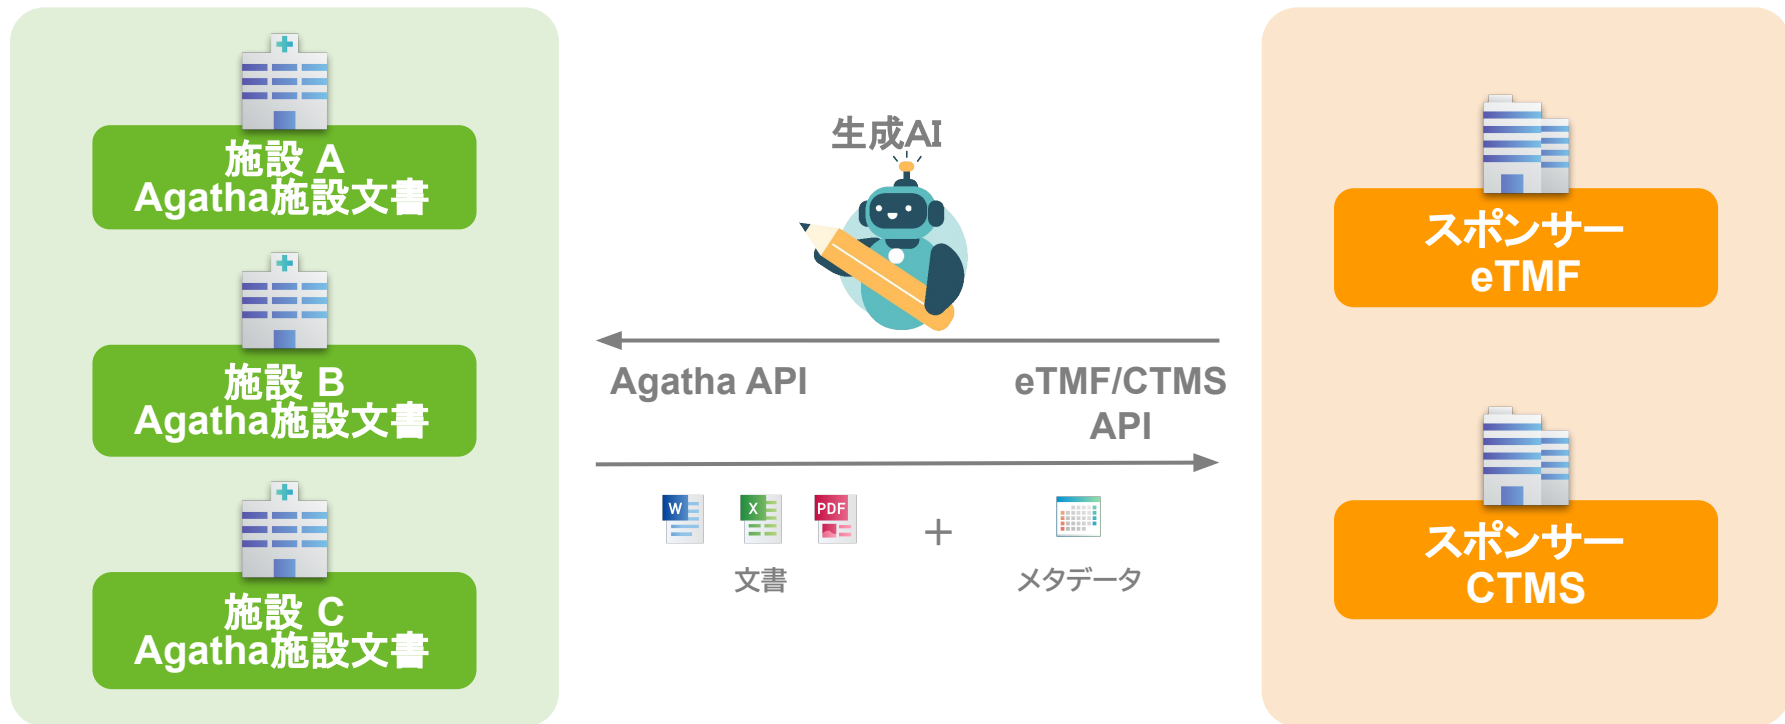 施設 A
Agatha施設文書
施設 B
Agatha施設文書
施設 C
Agatha施設文書
生成AI
Agatha API
eTMF/CTMS
API
W
X
PDF
+
文書
メタデータ
スポンサー
eTMF
スポンサー
CTMS